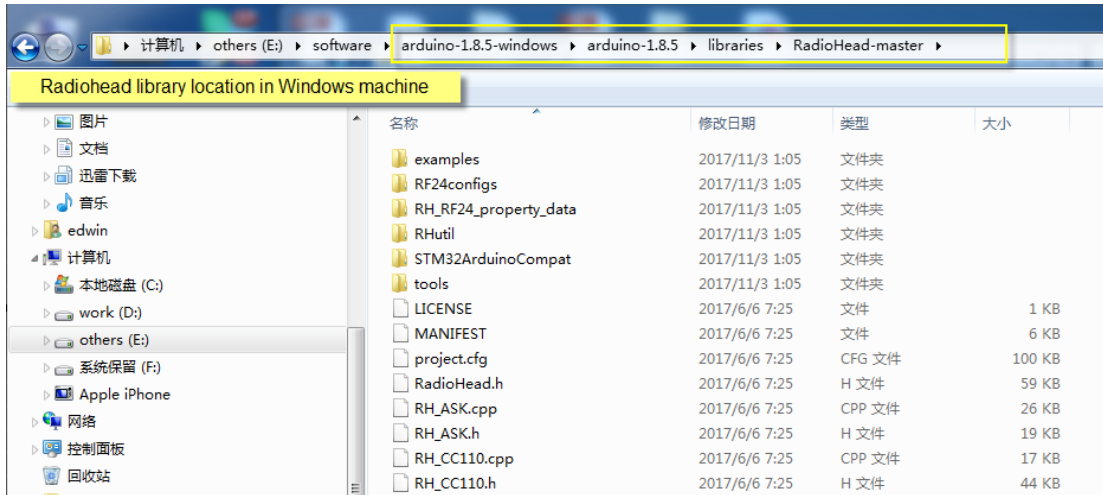 计算机 others (E:) software arduino-1.8.5-windows arduino-1.8.5 libraries RadioHead-master
Radiohead library location in Windows machine
图片
文档
迅雷下载
音乐
edwin
计算机
本地磁盘 (C:)
work (D:)
others (E:)
系统保留 (F:)
Apple iPhone
网络
控制面板
回收站
名称 修改日期 类型 大小
examples 2017/11/3 1:05 文件夹
RF24configs 2017/11/3 1:05 文件夹
RH_RF24_property_data 2017/11/3 1:05 文件夹
RHutil 2017/11/3 1:05 文件夹
STM32ArduinoCompat 2017/11/3 1:05 文件夹
tools 2017/11/3 1:05 文件夹
LICENSE 2017/6/6 7:25 文件 1 KB
MANIFEST 2017/6/6 7:25 文件 6 KB
project.cfg 2017/6/6 7:25 CFG 文件 100 KB
RadioHead.h 2017/6/6 7:25 H 文件 59 KB
RH_ASK.cpp 2017/6/6 7:25 CPP 文件 26 KB
RH_ASK.h 2017/6/6 7:25 H 文件 19 KB
RH_CC110.cpp 2017/6/6 7:25 CPP 文件 17 KB
RH_CC110.h 2017/6/6 7:25 H 文件 44 KB